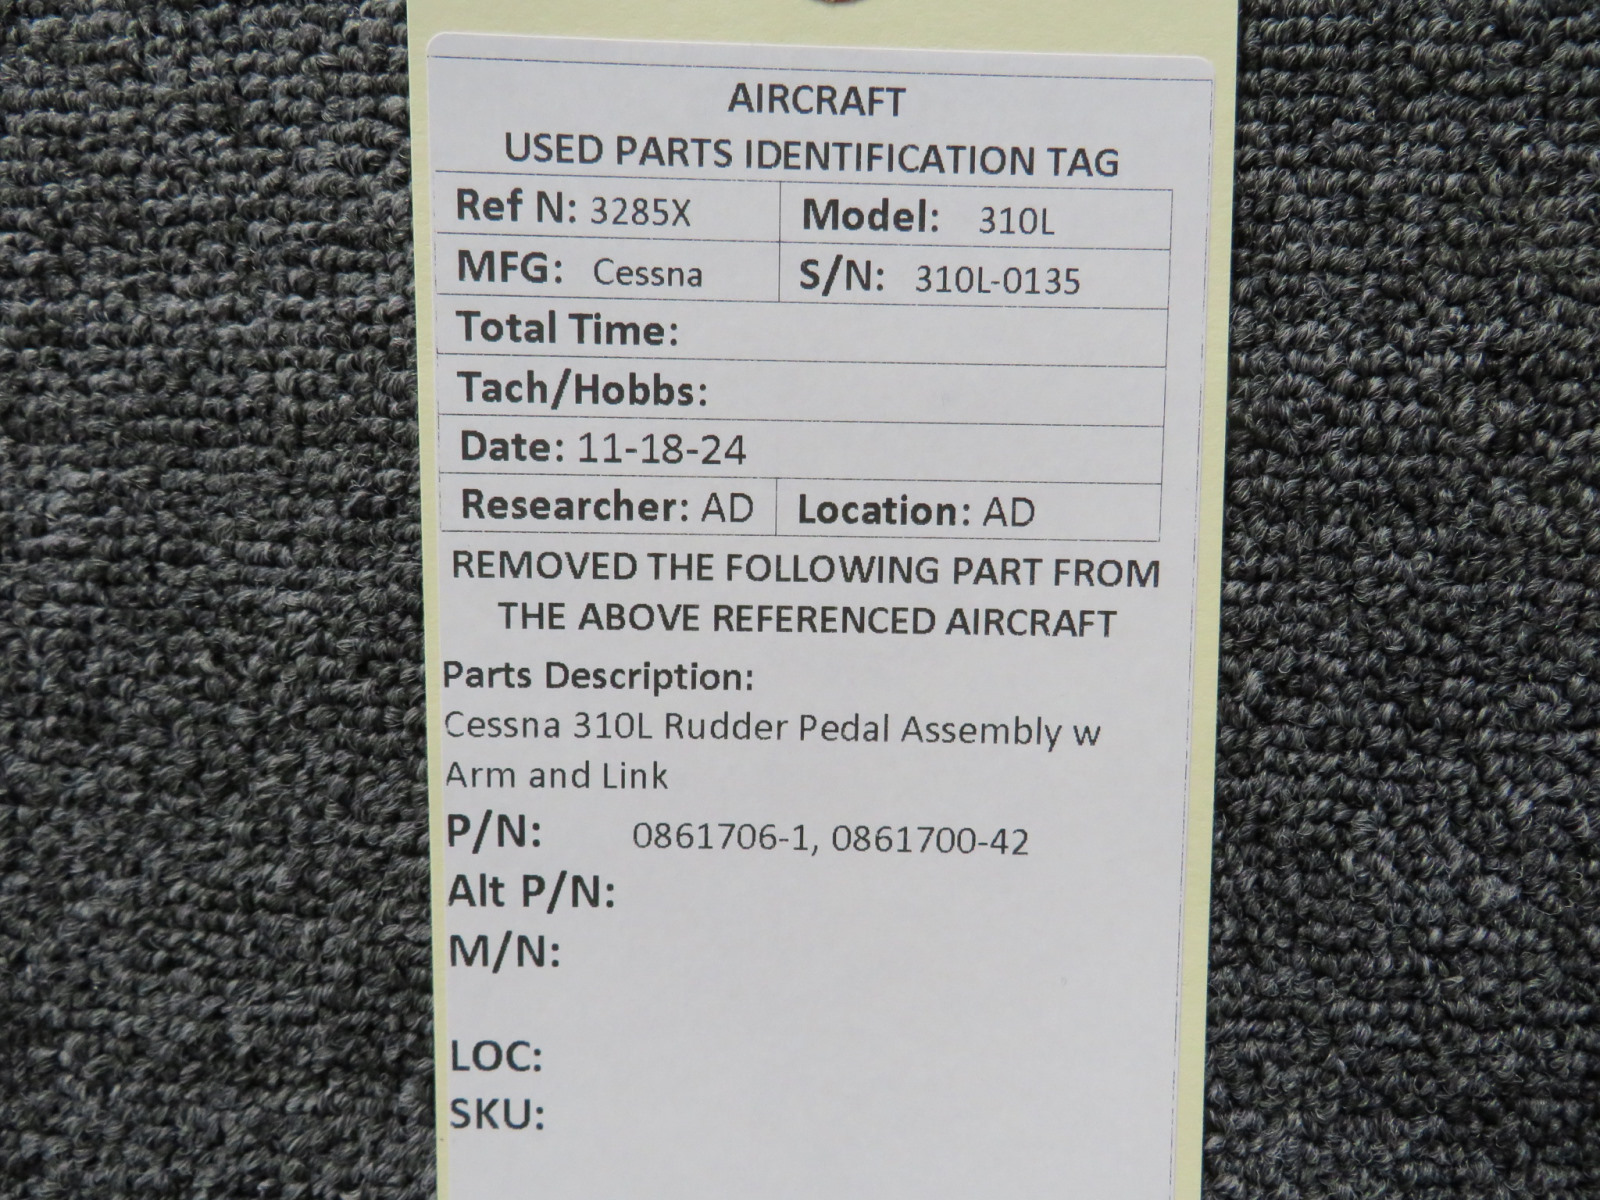 AIRCRAFT
USED PARTS IDENTIFICATION TAG
Ref N: 3285X Model: 310L
MFG: Cessna S/N: 310L-0135
Total Time:
Tach/Hobbs:
Date: 11-18-24
Researcher: AD Location: AD
REMOVED THE FOLLOWING PART FROM
THE ABOVE REFERENCED AIRCRAFT
Parts Description:
Cessna 310L Rudder Pedal Assembly w
Arm and Link
P/N: 0861706-1, 0861700-42
Alt P/N:
M/N:
LOC:
SKU: